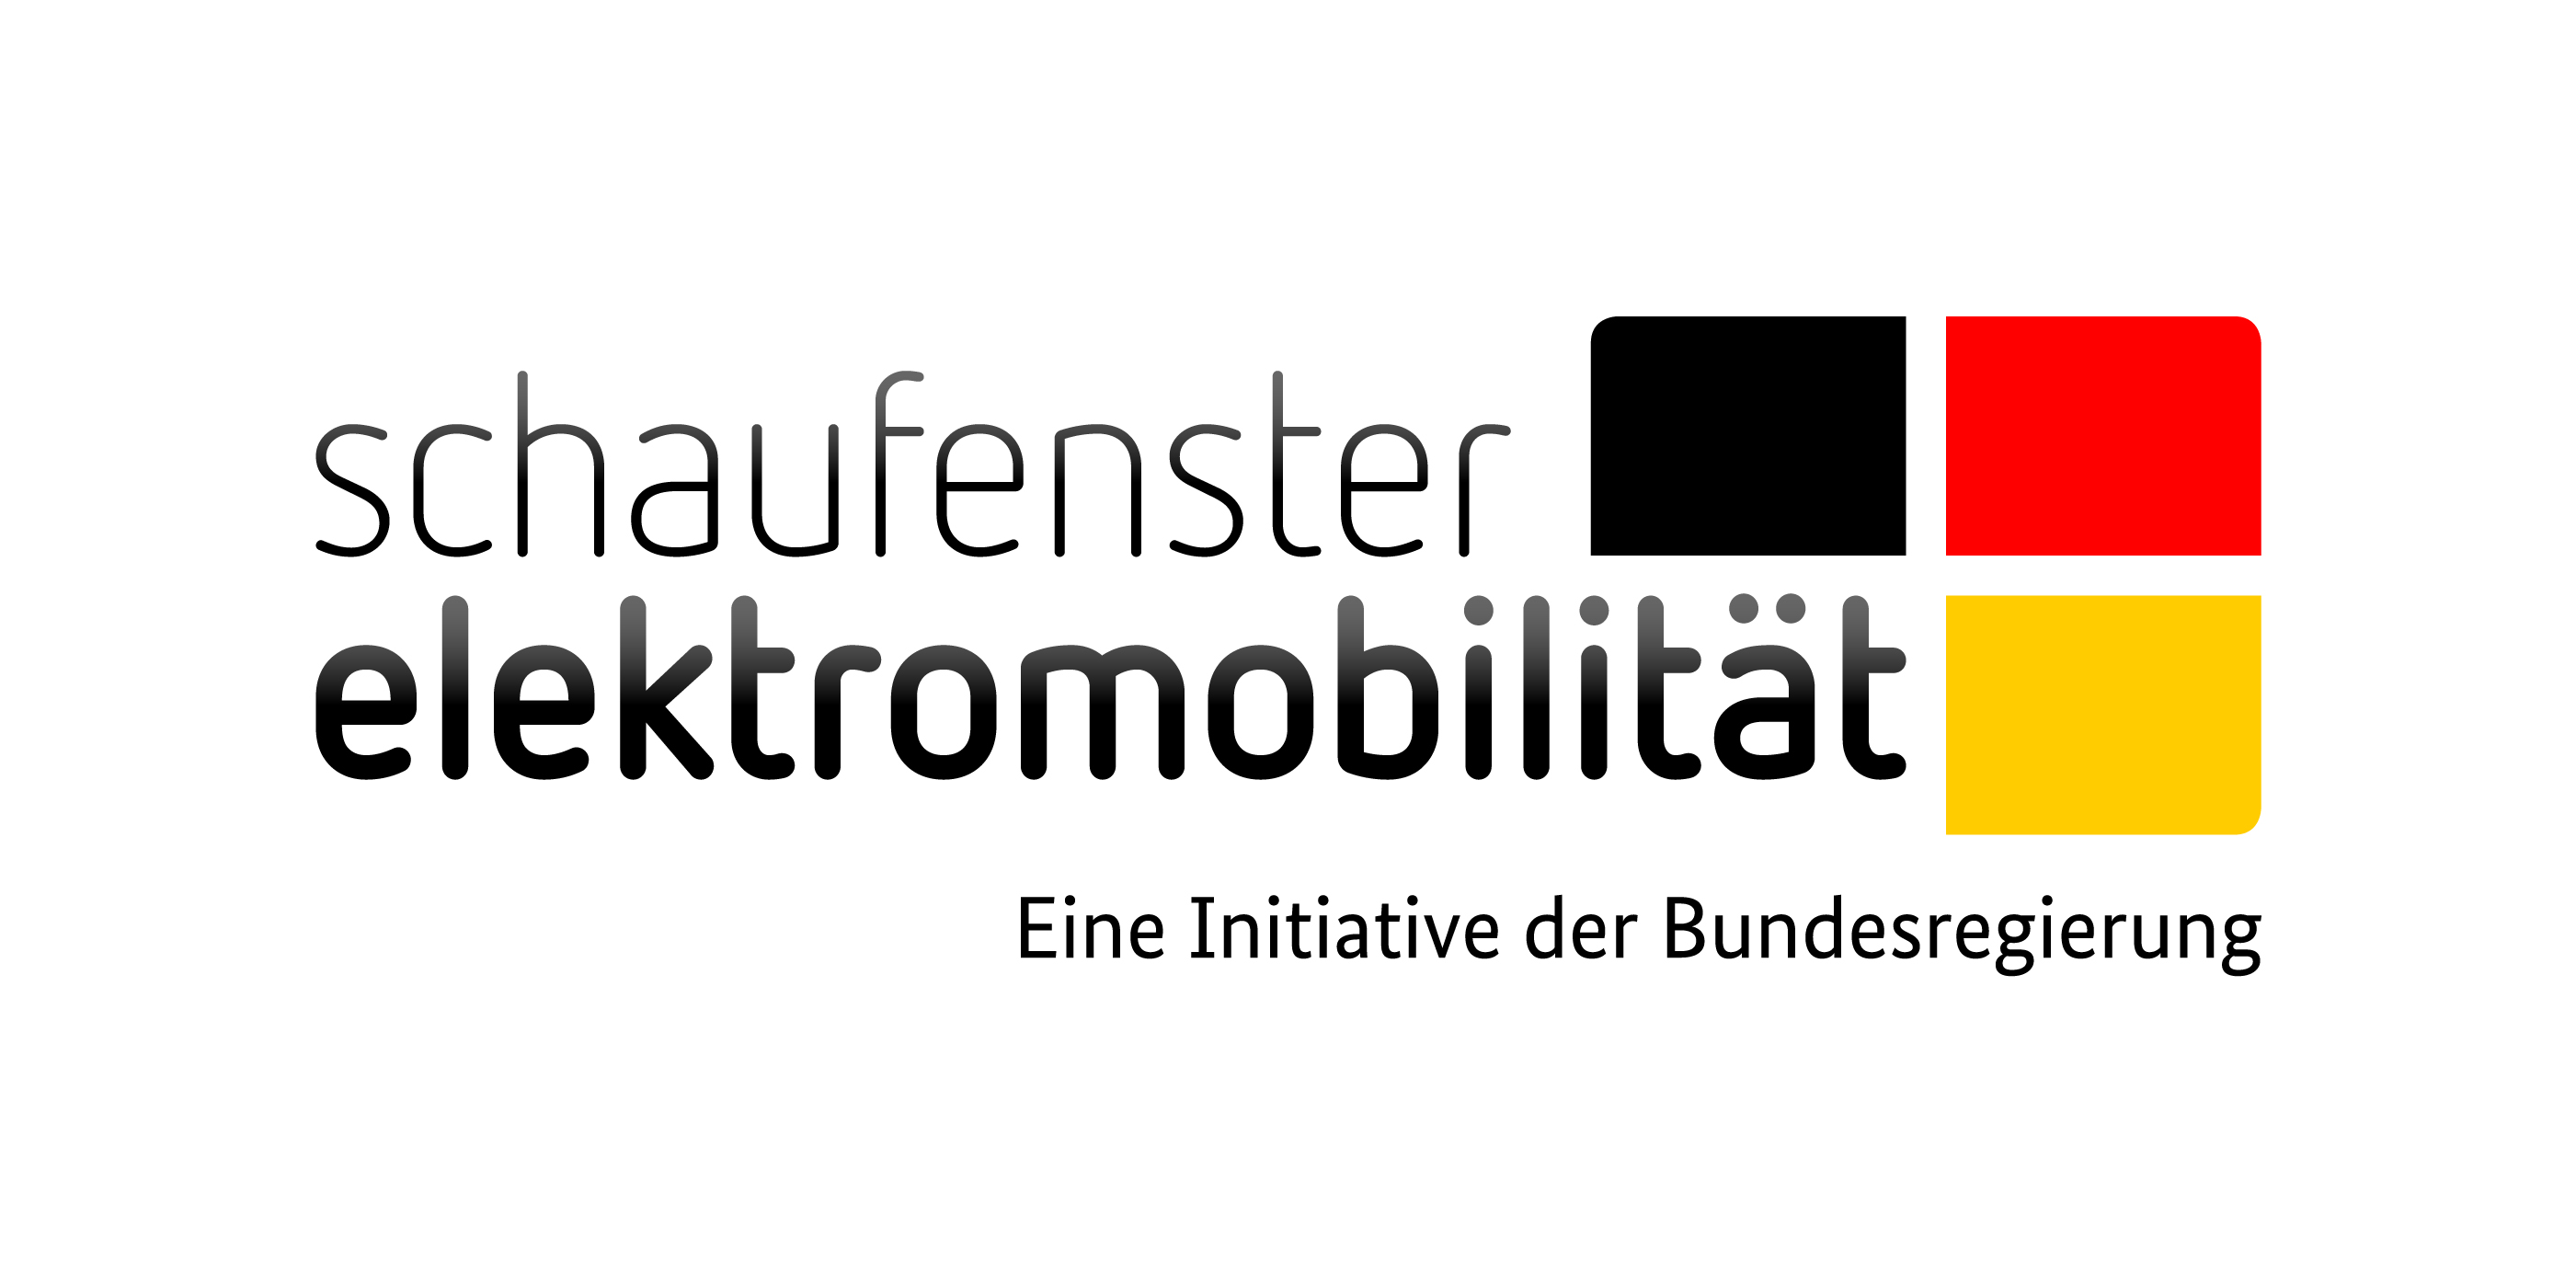 schaufenster
elektromobilität
Eine Initiative der Bundesregierung